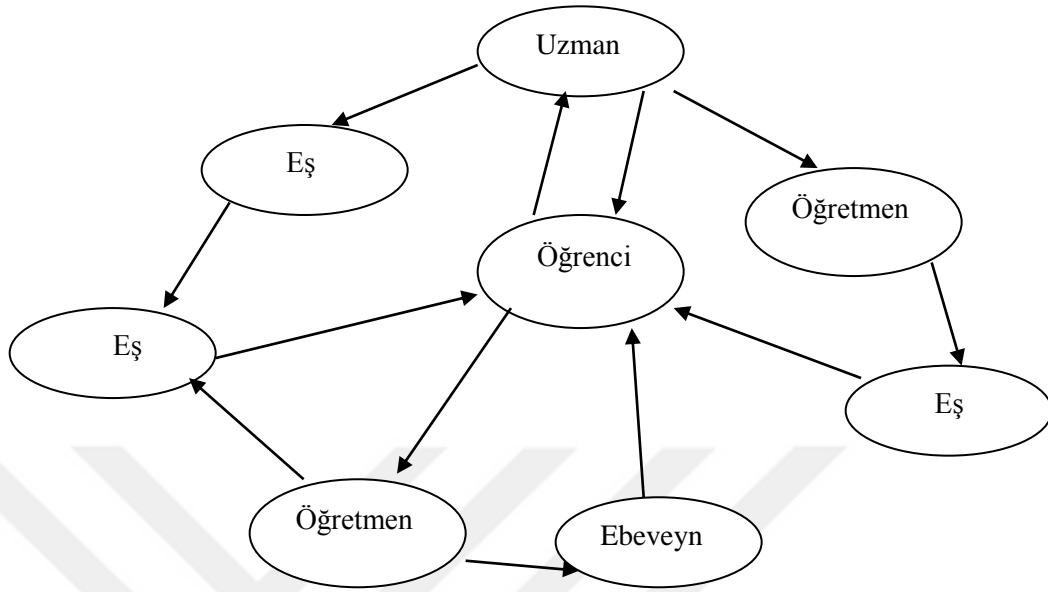 Uzman
Eş
Öğretmen
Öğrenci
Eş
Eş
Öğretmen
Ebeveyn